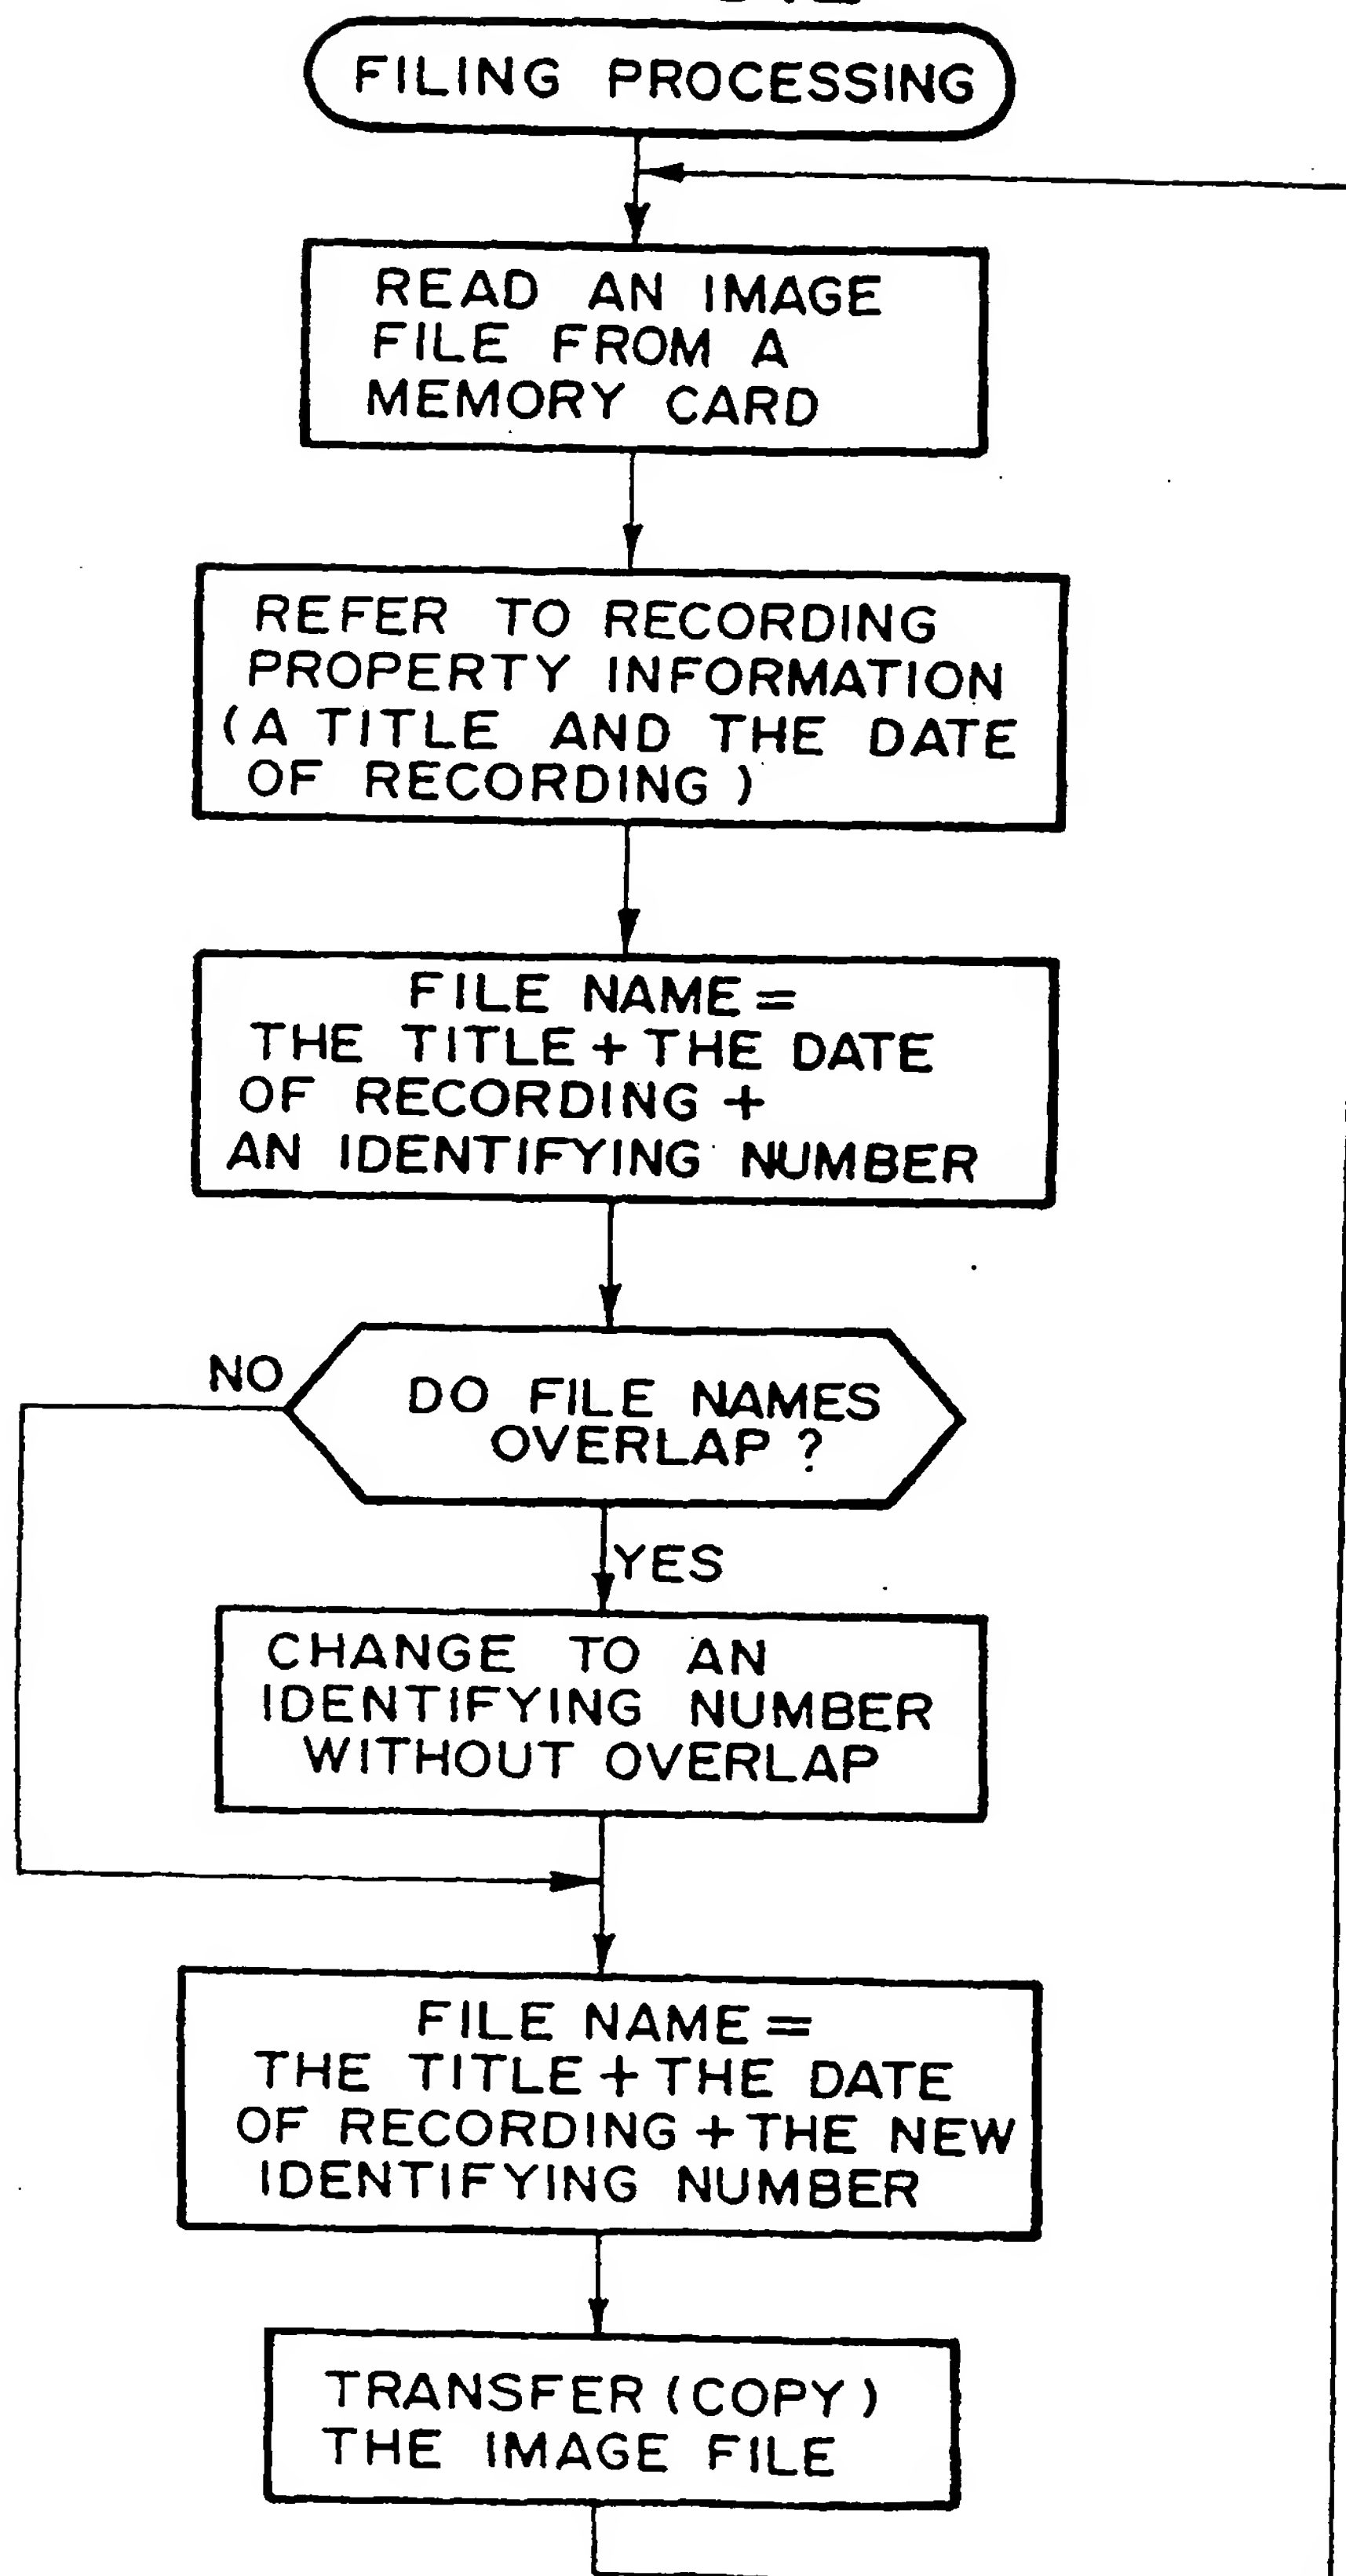 FILING PROCESSING
READ AN IMAGE
FILE FROM A
MEMORY CARD
REFER TO RECORDING
PROPERTY INFORMATION
(A TITLE AND THE DATE
OF RECORDING)
FILE NAME =
THE TITLE + THE DATE
OF RECORDING +
AN IDENTIFYING NUMBER
NO
DO FILE NAMES
OVERLAP ?
YES
CHANGE TO AN
IDENTIFYING NUMBER
WITHOUT OVERLAP
FILE NAME =
THE TITLE + THE DATE
OF RECORDING + THE NEW
IDENTIFYING NUMBER
TRANSFER (COPY)
THE IMAGE FILE